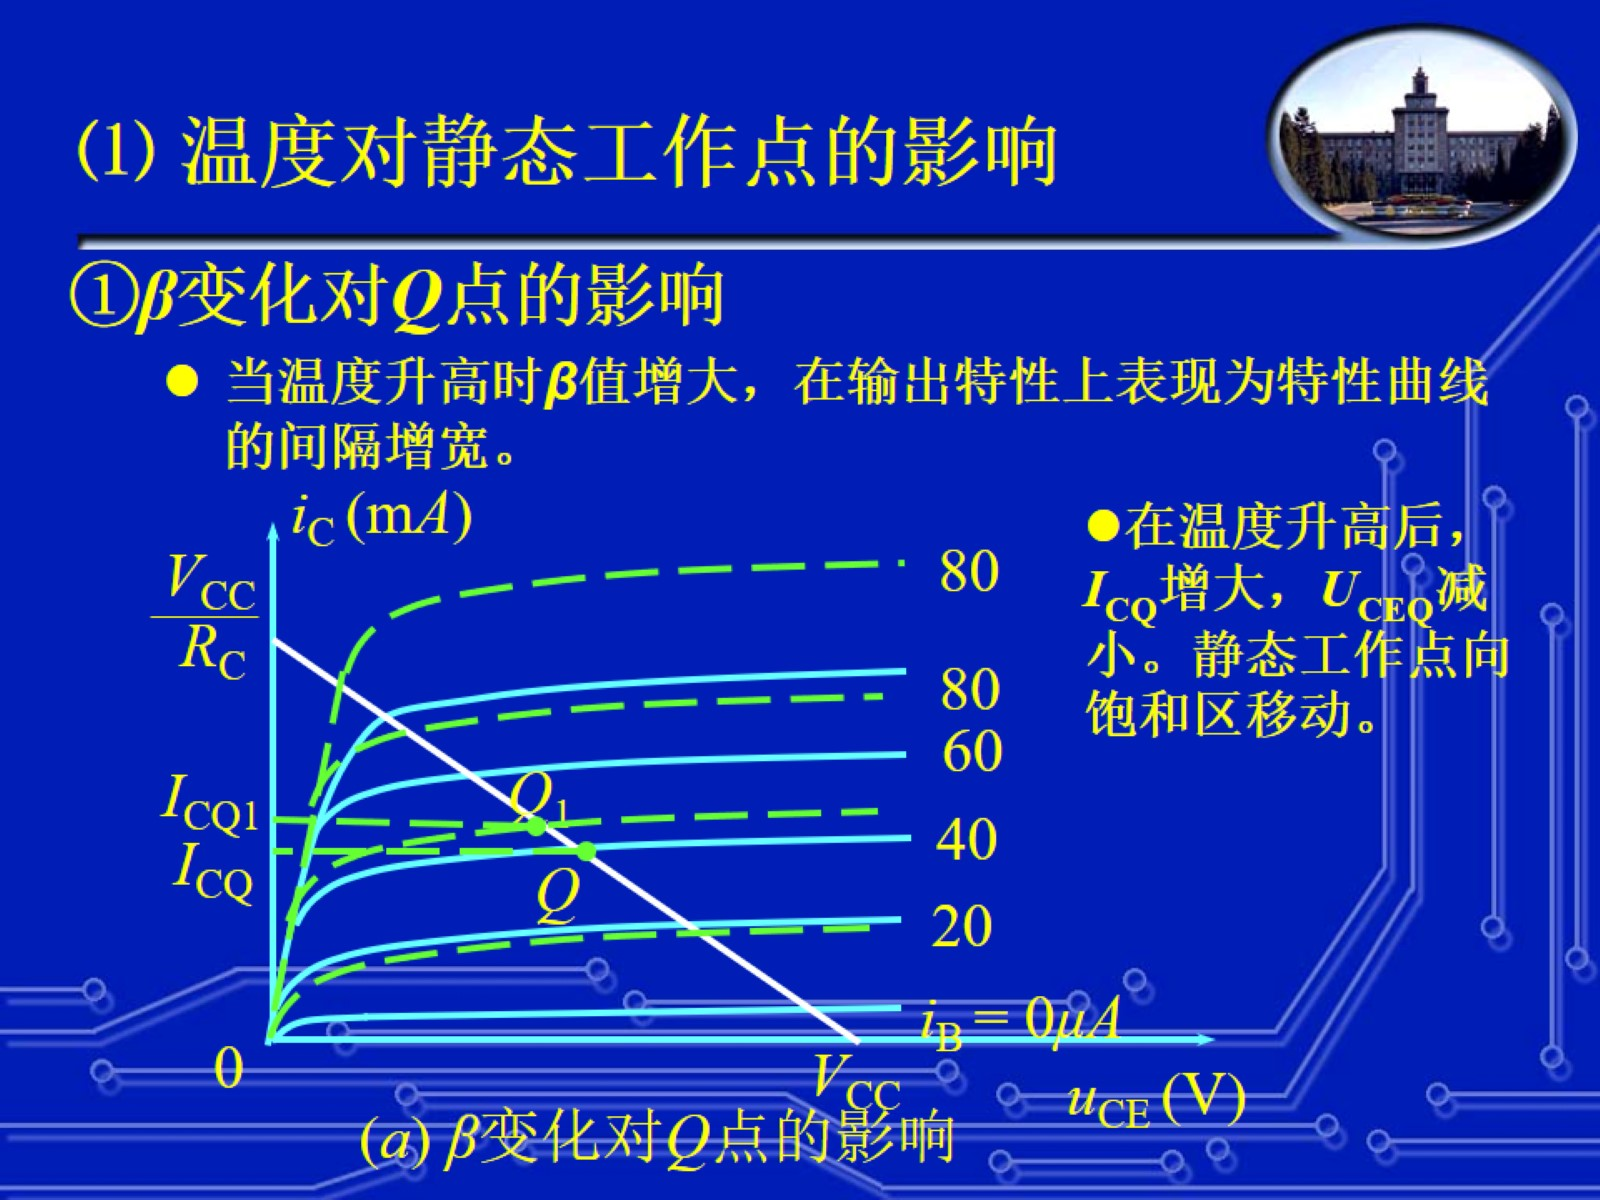 ⑴ 温度对静态工作点的影响
①β变化对Q点的影响
● 当温度升高时β值增大，在输出特性上表现为特性曲线
的间隔增宽。
iC (mA)
VCC
RC
●在温度升高后，
ICQ增大，UCEQ减
小。静态工作点向
饱和区移动。
80
80
60
Q1
ICQ1
40
ICQ
Q
20
iB = 0μA
0
VCC
uCE (V)
(a) β变化对Q点的影响